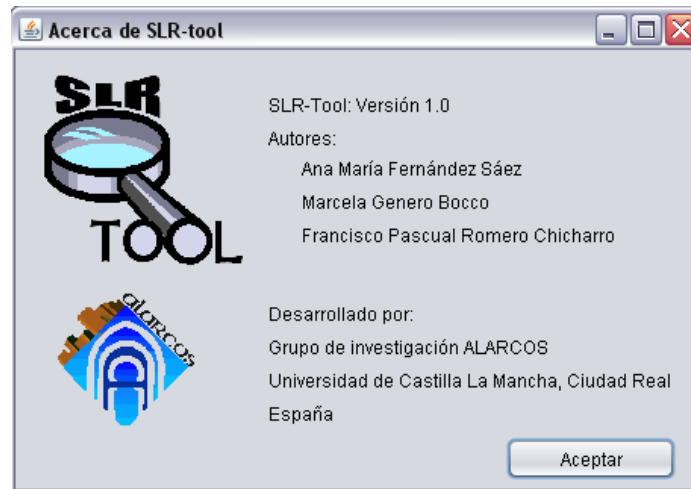 Acerca de SLR-tool
SLR
TOOL
SLR-Tool: Versión 1.0
Autores:
Ana María Fernández Sáez
Marcela Genero Bocco
Francisco Pascual Romero Chicharro
alarcos
Desarrollado por:
Grupo de investigación ALARCOS
Universidad de Castilla La Mancha, Ciudad Real
España
Aceptar